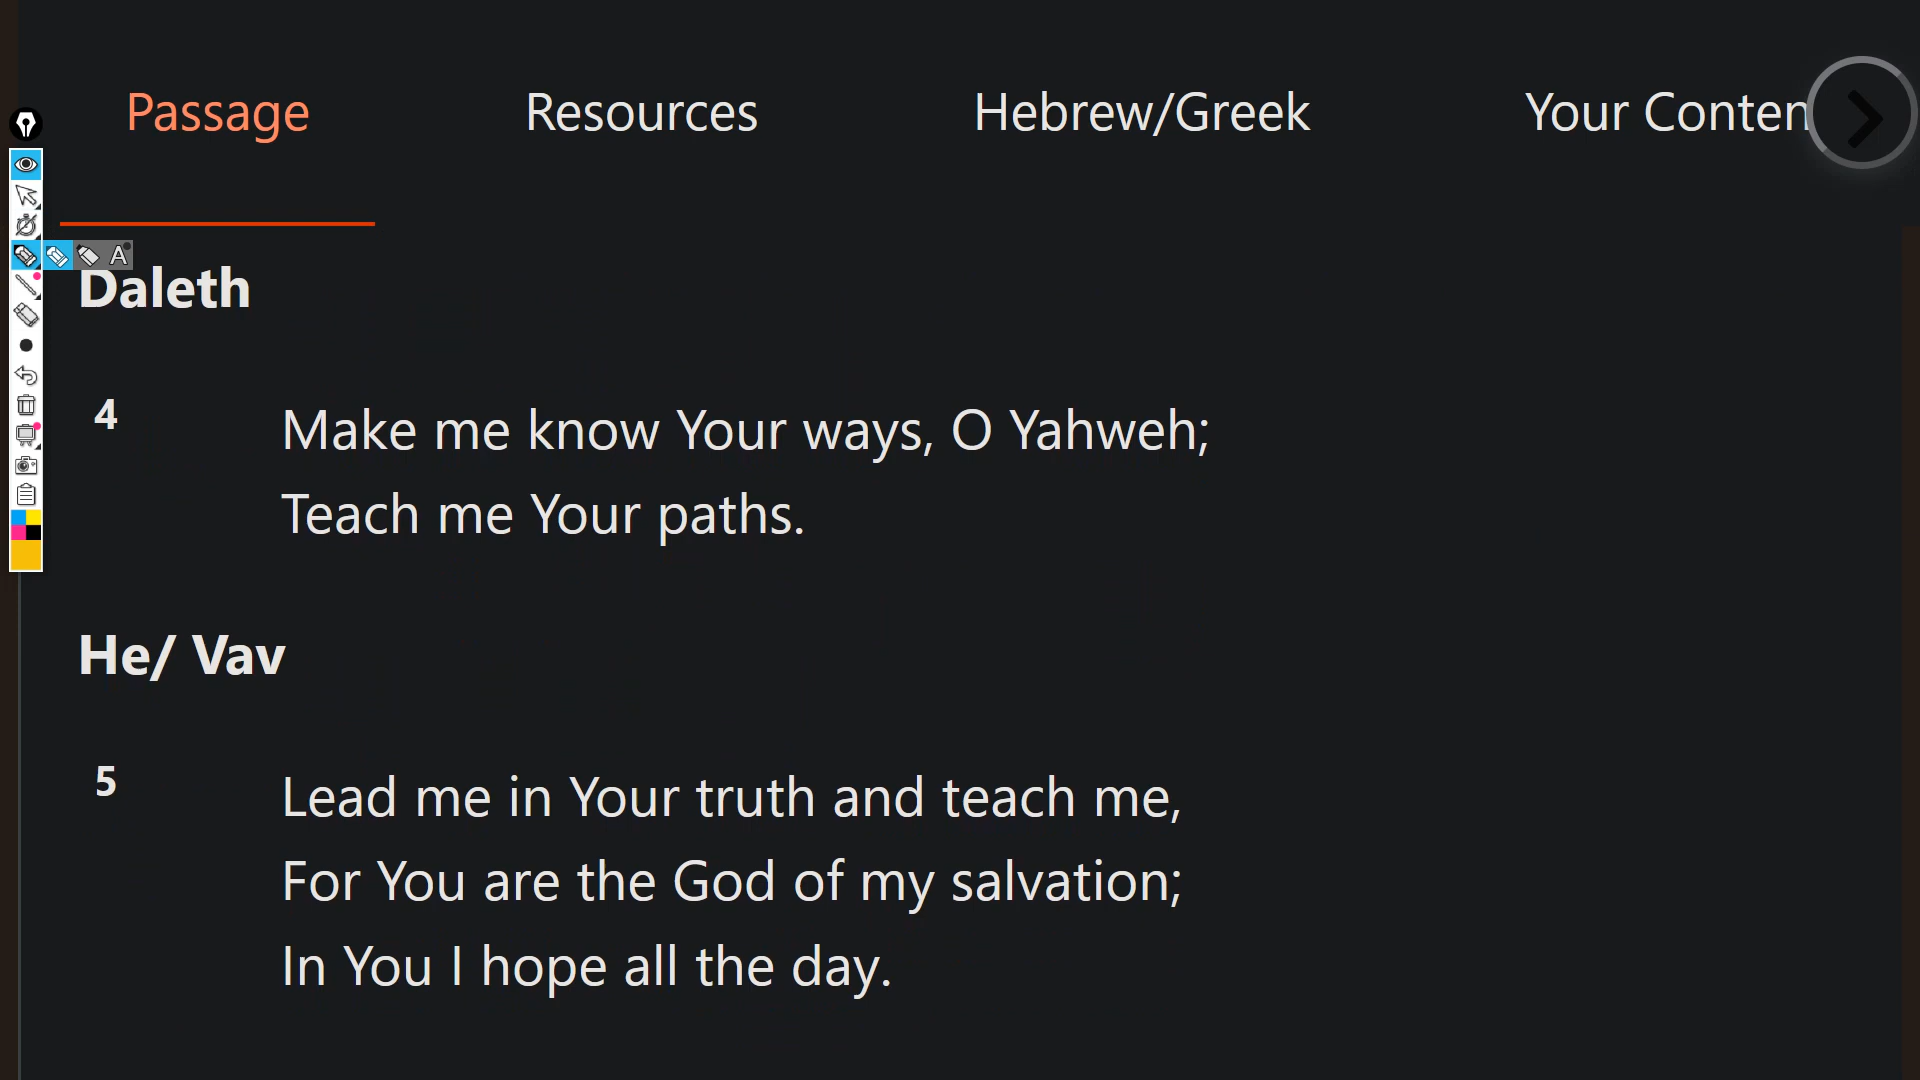 Passage Resources Hebrew/Greek Your Conten
A
Daleth
4 Make me know Your ways, O Yahweh;
Teach me Your paths.
He/ Vav
5 Lead me in Your truth and teach me,
For You are the God of my salvation;
In You I hope all the day.